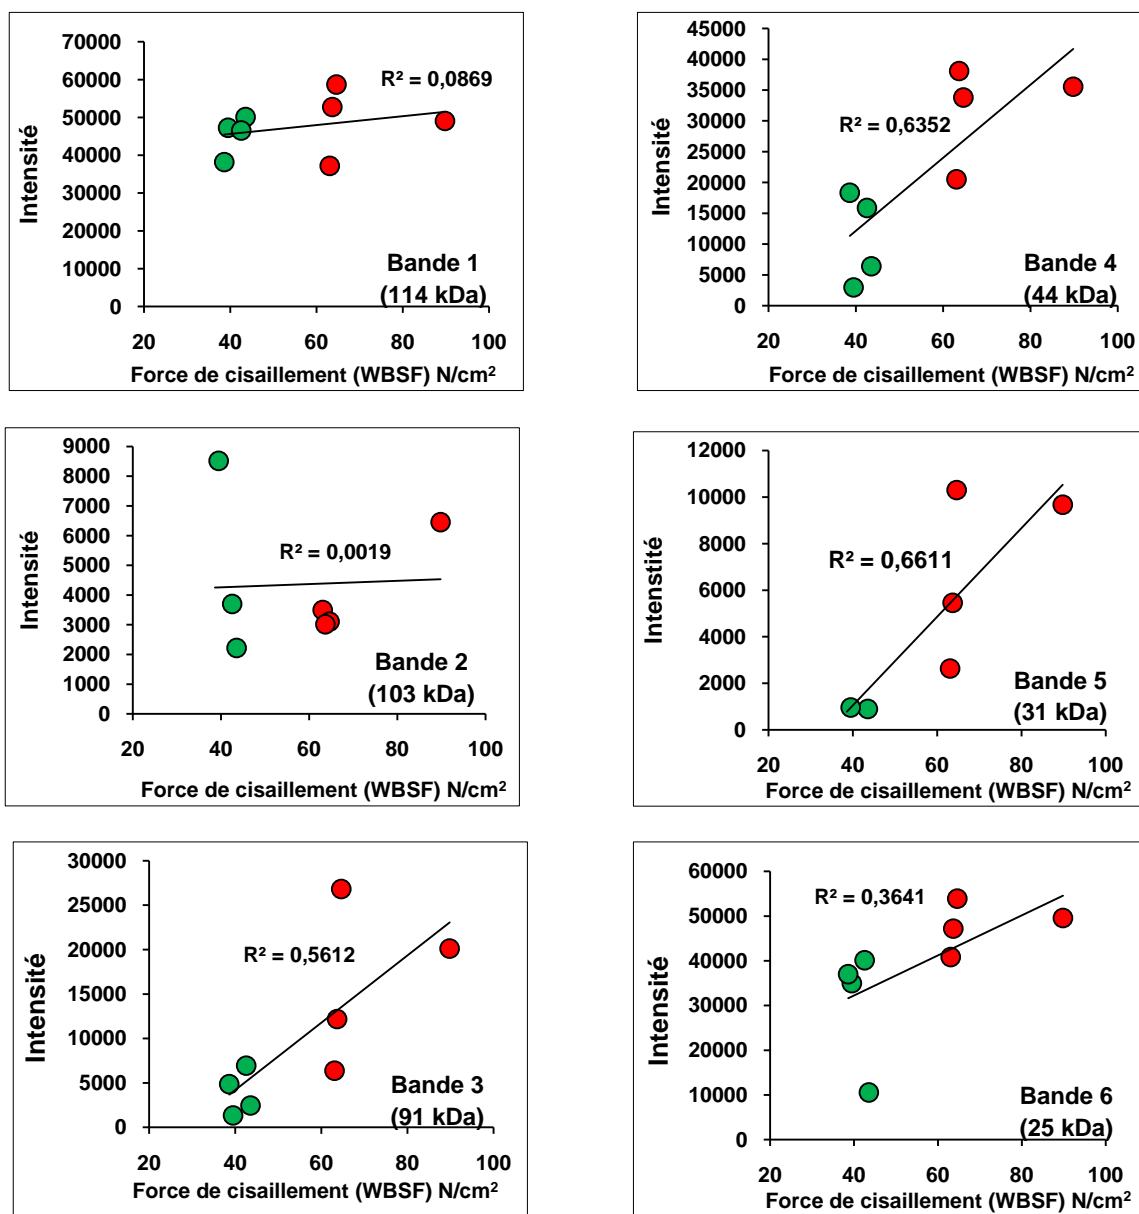 70000
60000
50000
40000
30000
20000
10000
0
Intensité
R² = 0,0869
Bande 1
(114 kDa)
20 40 60 80 100
Force de cisaillement (WBSF) N/cm²
45000
40000
35000
30000
25000
20000
15000
10000
5000
0
Intensité
R² = 0,6352
Bande 4
(44 kDa)
20 40 60 80 100
Force de cisaillement (WBSF) N/cm²
9000
8000
7000
6000
5000
4000
3000
2000
1000
0
Intensité
R² = 0,0019
Bande 2
(103 kDa)
20 40 60 80 100
Force de cisaillement (WBSF) N/cm²
12000
10000
8000
6000
4000
2000
0
Intenstité
R² = 0,6611
Bande 5
(31 kDa)
20 40 60 80 100
Force de cisaillement (WBSF) N/cm²
30000
25000
20000
15000
10000
5000
0
Intensité
R² = 0,5612
Bande 3
(91 kDa)
20 40 60 80 100
Force de cisaillement (WBSF) N/cm²
60000
50000
40000
30000
20000
10000
0
Intensité
R² = 0,3641
Bande 6
(25 kDa)
20 40 60 80 100
Force de cisaillement (WBSF) N/cm²